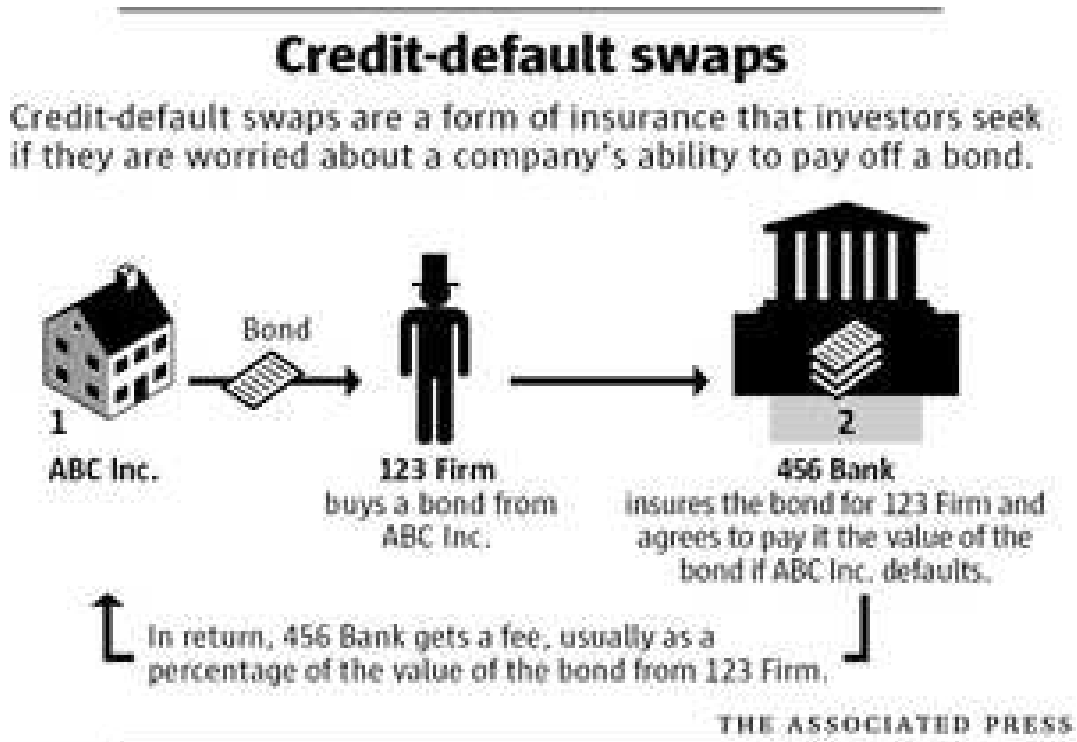 Credit-default swaps
Credit-default swaps are a form of insurance that investors seek
if they are worried about a company's ability to pay off a bond.
Bond
1
ABC Inc.
123 Firm
buys a bond from
ABC Inc.
2
456 Bank
insures the bond for 123 Firm and
agrees to pay it the value of the
bond if ABC Inc. defaults.
In return, 456 Bank gets a fee, usually as a
percentage of the value of the bond from 123 Firm.
THE ASSOCIATED PRESS